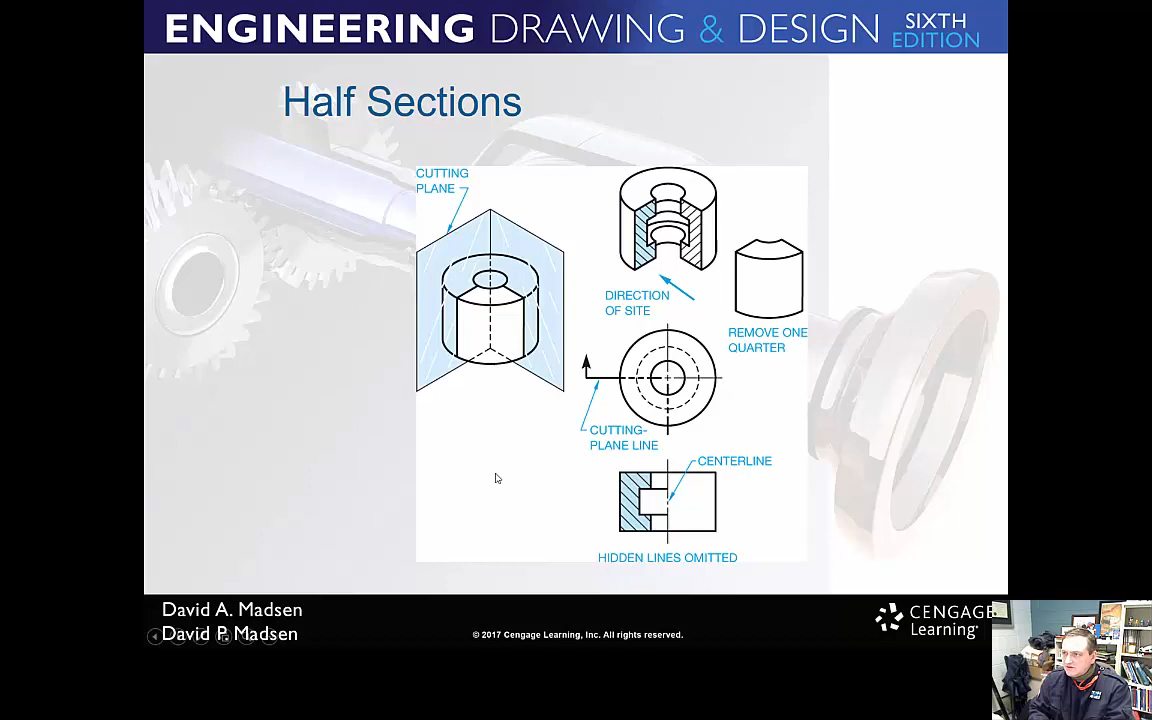 ENGINEERING DRAWING & DESIGN SIXTH EDITION
Half Sections
CUTTING
PLANE
DIRECTION
OF SITE
REMOVE ONE
QUARTER
CUTTING-
PLANE LINE
CENTERLINE
HIDDEN LINES OMITTED
David A. Madsen
David P. Madsen
© 2017 Cengage Learning, Inc. All rights reserved.
CENGAGE
Learning